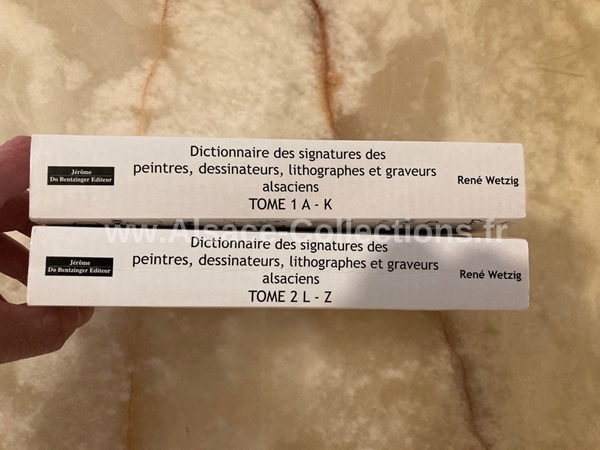 Jérôme
Do Bentzinger Editeur
Dictionnaire des signatures des
peintres, dessinateurs, lithographes et graveurs
alsaciens
TOME 1 A - K
René Wetzig
www.Alsace-Collections.fr
Jérôme
Do Bentzinger Editeur
Dictionnaire des signatures des
peintres, dessinateurs, lithographes et graveurs
alsaciens
TOME 2 L - Z
René Wetzig